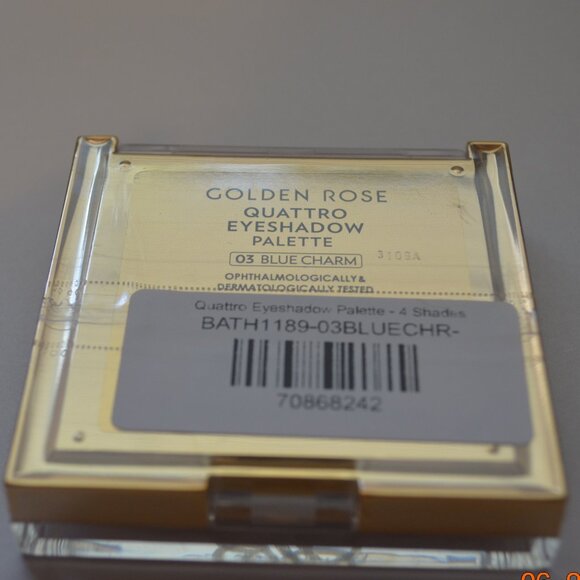 GOLDEN ROSE
QUATTRO
EYESHADOW
PALETTE
03 BLUE CHARM
OPHTHALMOLOGICALLY &
DERMATOLOGICALLY TESTED
Quattro Eyeshadow Palette - 4 Shades
BATH1189-03BLUECHR-
70868242